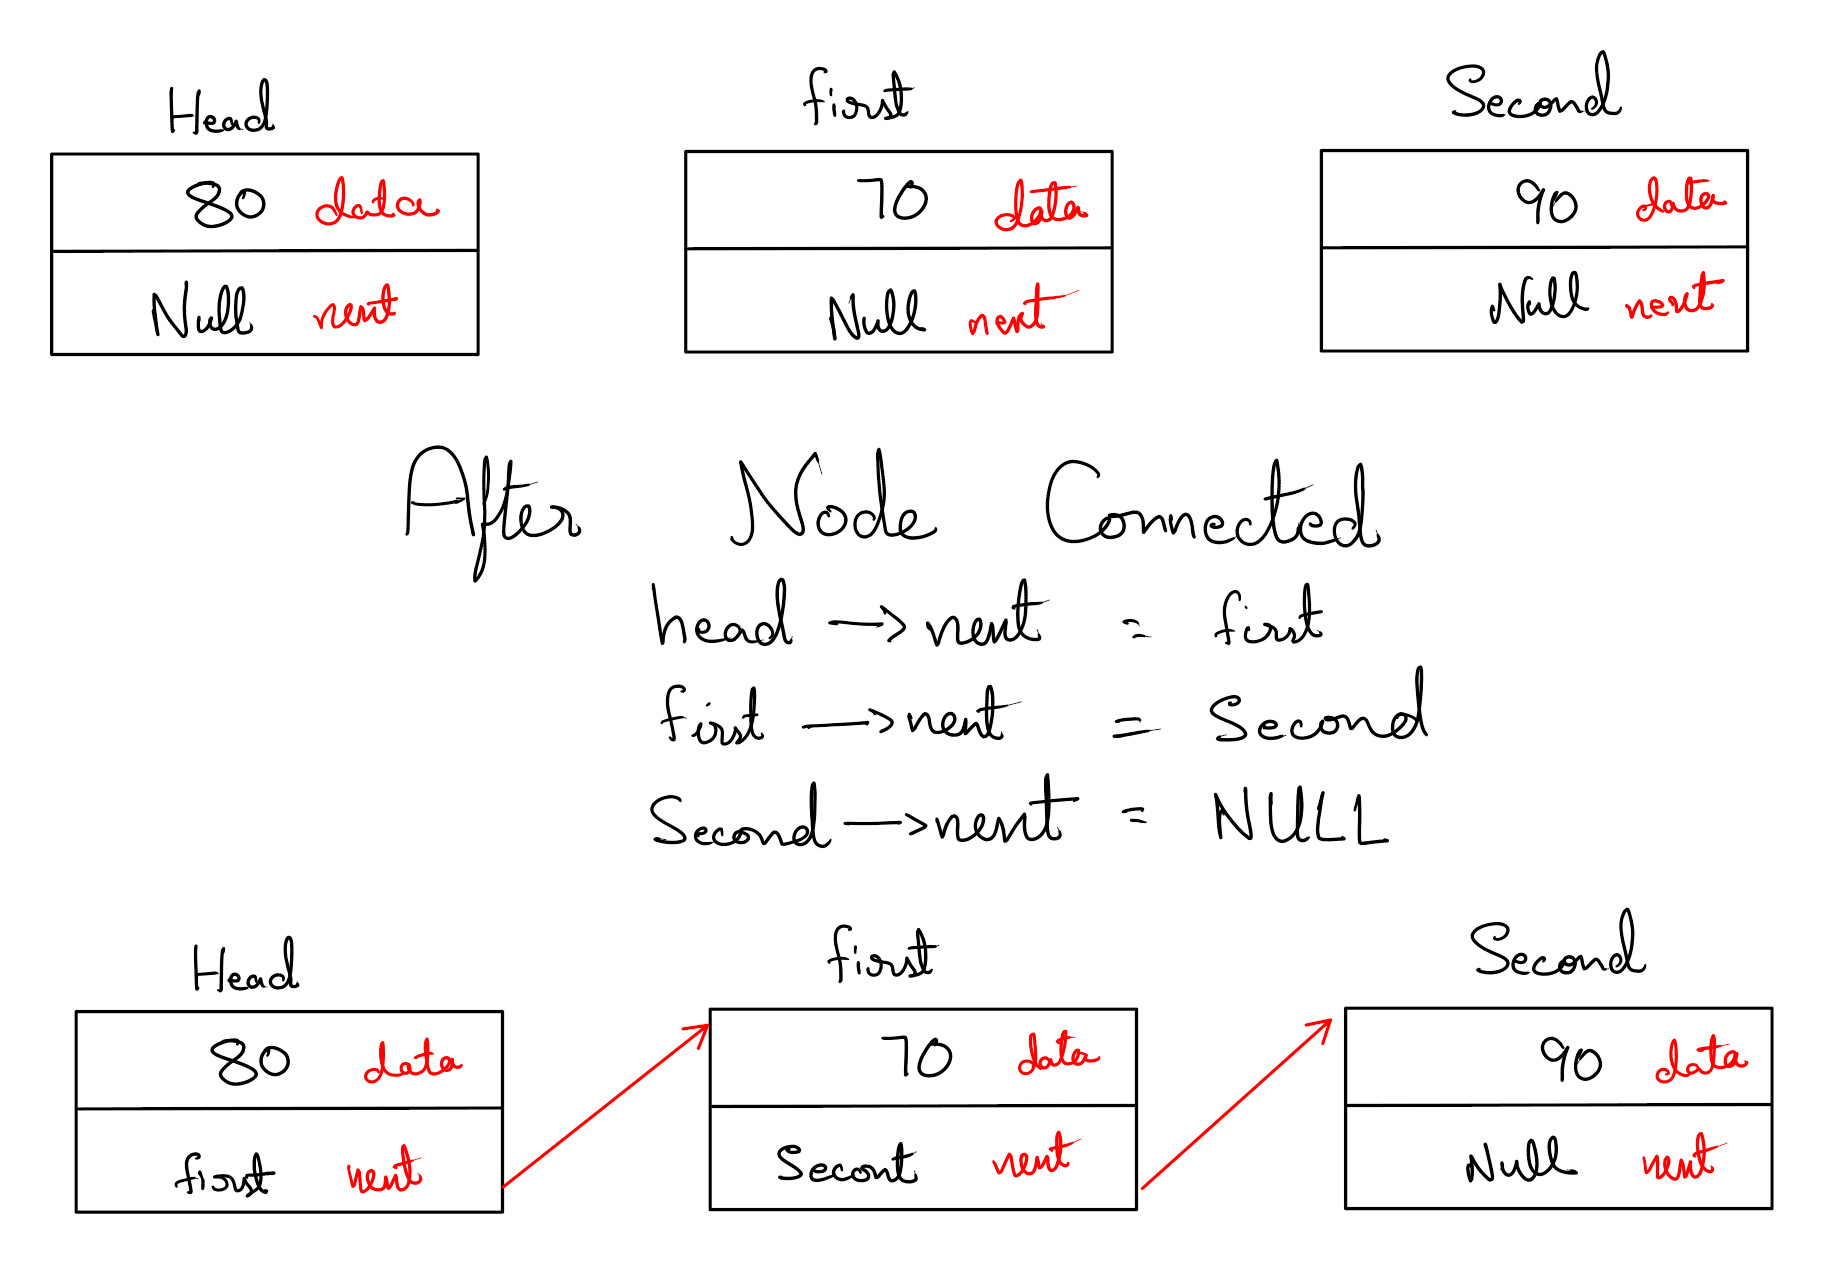 Head first Second
80 data 70 data 90 data
Null next Null next Null next
After Node Connected
head -> next = first
first -> next = Second
Second -> next = NULL
Head first Second
80 data 70 data 90 data
first next Secont next Null next